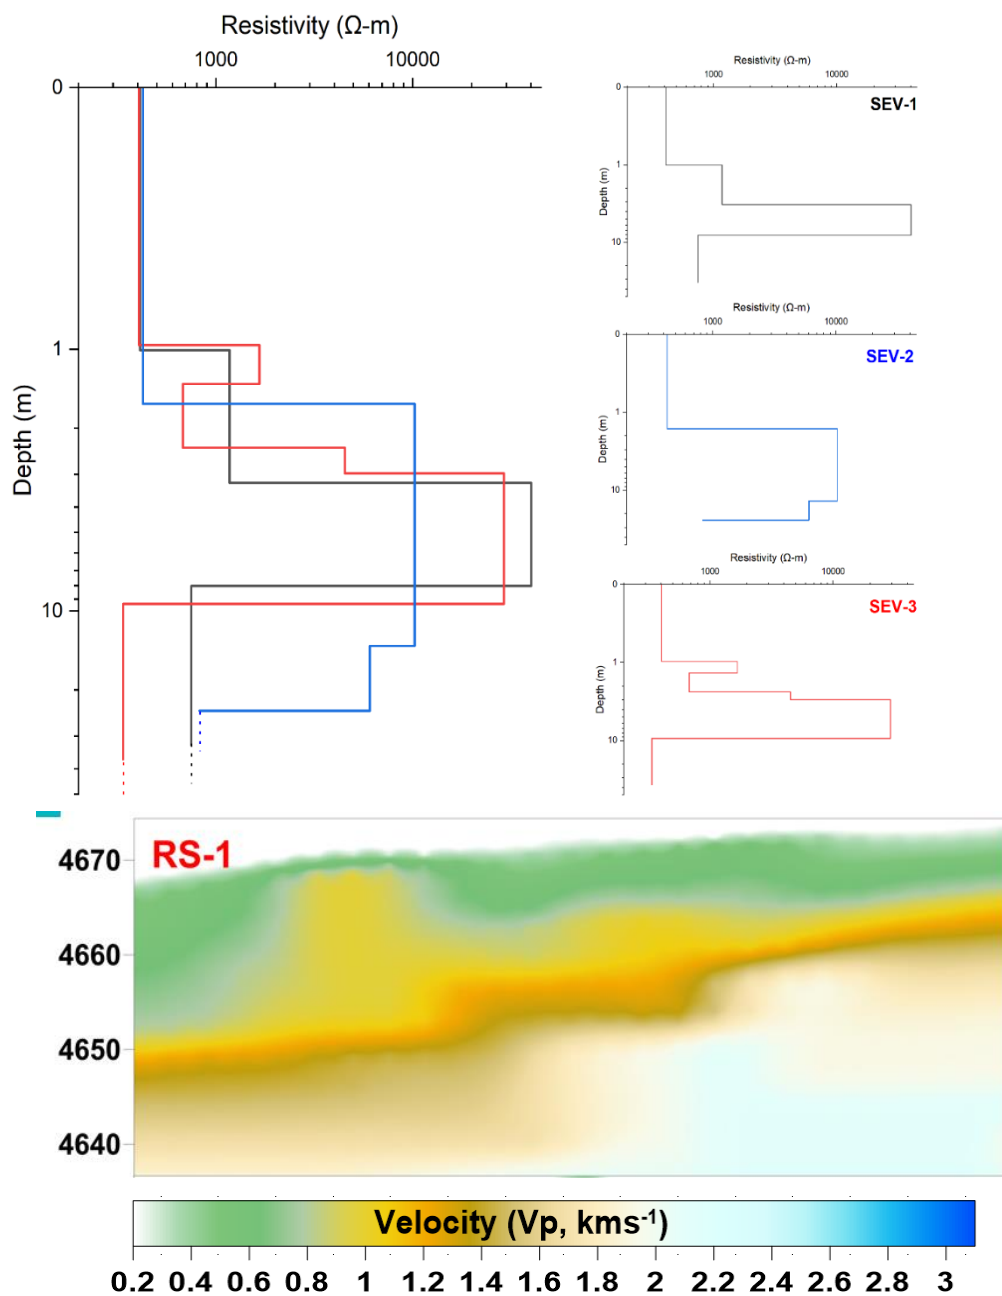 Resistivity (Ω-m)
1000 10000
0
1
10
Depth (m)
Resistivity (Ω-m)
1000 10000
0
SEV-1
1
10
Depth (m)
Resistivity (Ω-m)
1000 10000
0
SEV-2
1
10
Depth (m)
Resistivity (Ω-m)
1000 10000
0
SEV-3
1
10
Depth (m)
RS-1
4670
4660
4650
4640
Velocity (Vp, kms⁻¹)
0.2 0.4 0.6 0.8 1 1.2 1.4 1.6 1.8 2 2.2 2.4 2.6 2.8 3